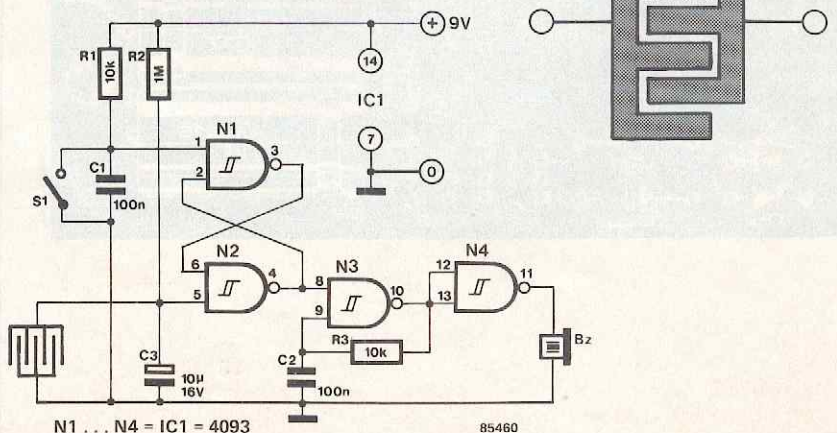 + 9V
R1
10k
R2
1M
14
IC1
7
0
N1
1
2
3
C1
100n
S1
N2
6
5
4
N3
8
9
10
N4
12
13
11
R3
10k
C2
100n
C3
10µ
16V
Bz
N1 . . . N4 = IC1 = 4093
85460